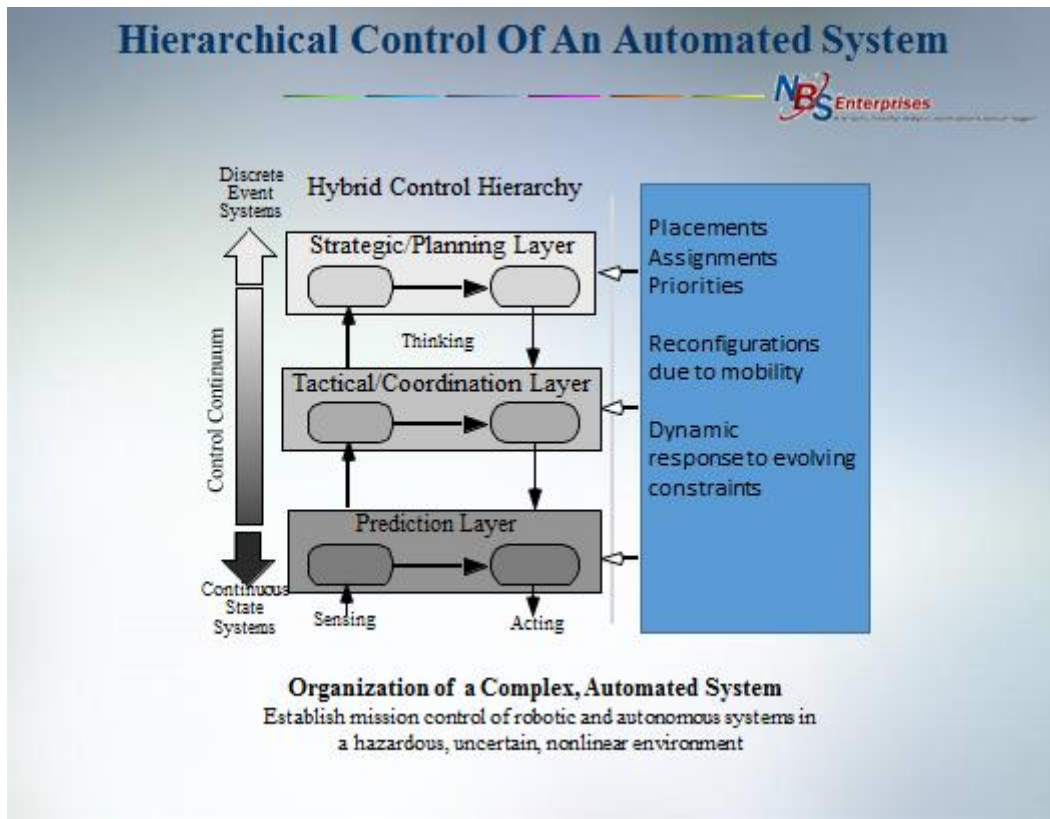 Hierarchical Control Of An Automated System
NBS Enterprises
Discrete
Event
Systems
Hybrid Control Hierarchy
Strategic/Planning Layer
Thinking
Tactical/Coordination Layer
Control Continuum
Prediction Layer
Continuous
State
Systems
Sensing
Acting
Placements
Assignments
Priorities
Reconfigurations
due to mobility
Dynamic
response to evolving
constraints
Organization of a Complex, Automated System
Establish mission control of robotic and autonomous systems in
a hazardous, uncertain, nonlinear environment